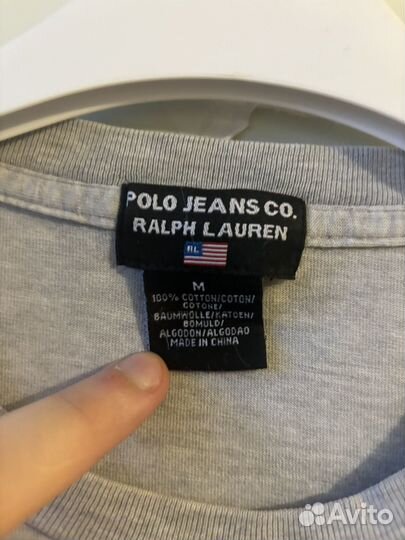 POLO JEANS CO.
RALPH LAUREN
RL
M
100% COTTON/COTON/
COTONE/
BAUMWOLLE/KATOEN/
BOMULD/
ALGODON/ALGODAO
MADE IN CHINA
Avito